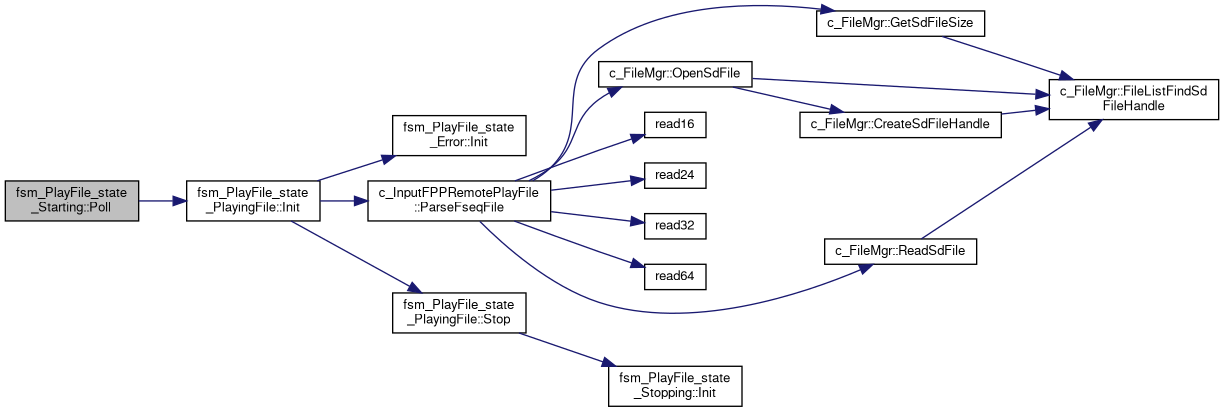 fsm_PlayFile_state
_Starting::Poll
fsm_PlayFile_state
_PlayingFile::Init
fsm_PlayFile_state
_Error::Init
c_InputFPPRemotePlayFile
::ParseFseqFile
fsm_PlayFile_state
_PlayingFile::Stop
c_FileMgr::OpenSdFile
read16
read24
read32
read64
fsm_PlayFile_state
_Stopping::Init
c_FileMgr::GetSdFileSize
c_FileMgr::CreateSdFileHandle
c_FileMgr::ReadSdFile
c_FileMgr::FileListFindSd
FileHandle